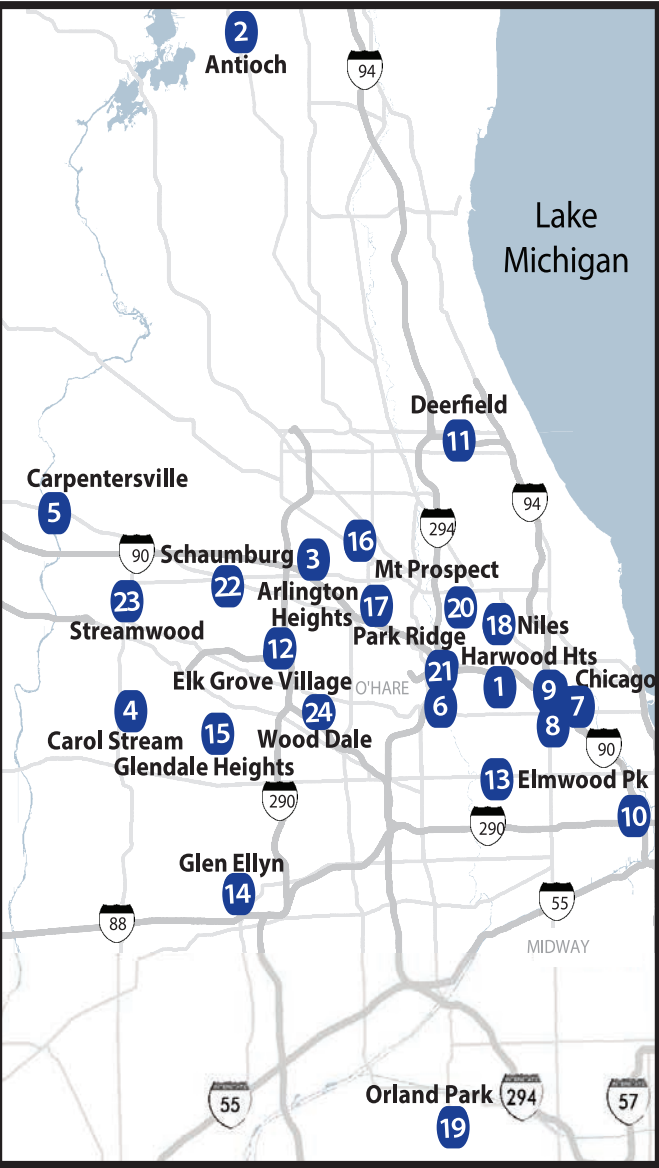 2
Antioch
94
Lake
Michigan
Deerfield
11
Carpentersville
5
94
294
16
90
Schaumburg
3
Mt Prospect
22
Arlington
Heights
17
23
20
Streamwood
18
Niles
Park Ridge
12
Harwood Hts
21
Elk Grove Village
O'HARE
1
9
Chicago
7
6
4
24
8
15
Carol Stream
Wood Dale
90
Glendale Heights
13
Elmwood Pk
290
10
290
Glen Ellyn
14
55
88
MIDWAY
Orland Park
INTERSTATE
294
INTERSTATE
55
INTERSTATE
57
19